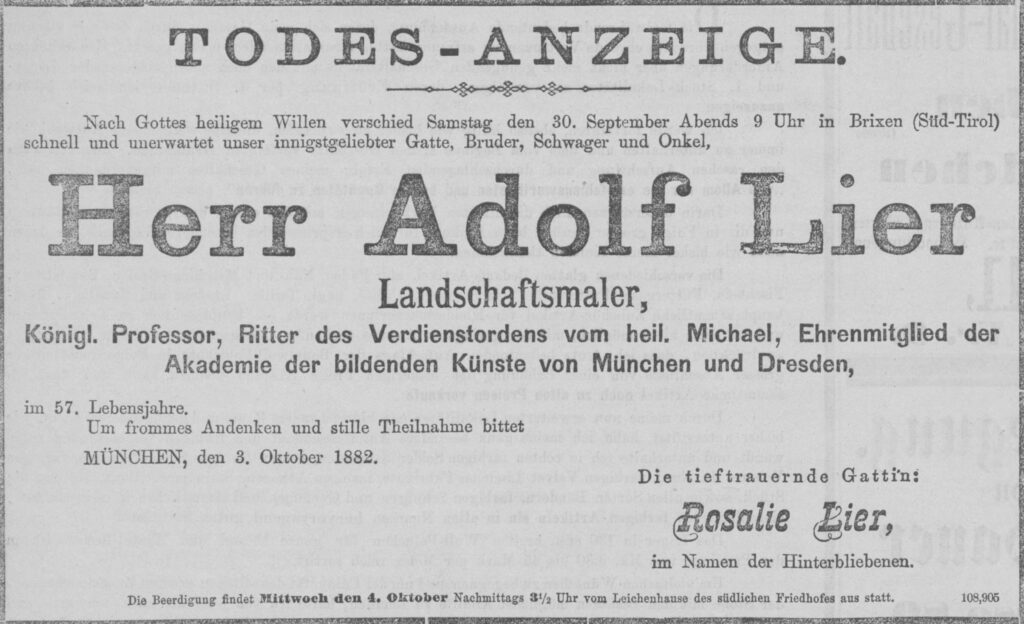 TODES ANZEIGE.
Nach Gottes heiligem Willen verschied Samstag den 30. September Abends 9 Uhr in Brixen (Süd-Tirol)
schnell und unerwartet unser innigstgeliebter Gatte, Bruder, Schwager und Onkel,
Herr Adolf Lier
Landschaftsmaler,
Königl. Professor, Ritter des Verdienstordens vom heil. Michael, Ehrenmitglied der
Akademie der bildenden Künste von München und Dresden,
im 57. Lebensjahre.
Um frommes Andenken und stille Theilnahme bittet
MÜNCHEN, den 3. Oktober 1882.
Die tieftrauernde Gattin:
Rosalie Lier,
im Namen der Hinterbliebenen.
Die Beerdigung findet Mittwoch den 4. Oktober Nachmittags 3½ Uhr vom Leichenhause des südlichen Friedhofes aus statt. 108,905